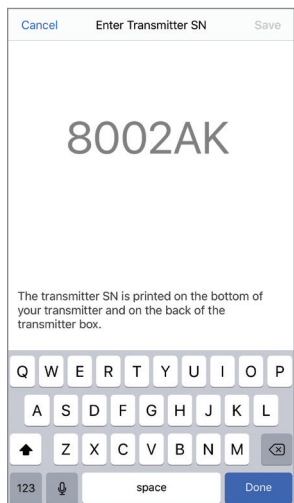 Cancel Enter Transmitter SN Save
8002AK
The transmitter SN is printed on the bottom of
your transmitter and on the back of the
transmitter box.
Q W E R T Y U I O P
A S D F G H J K L
Z X C V B N M
123 space Done